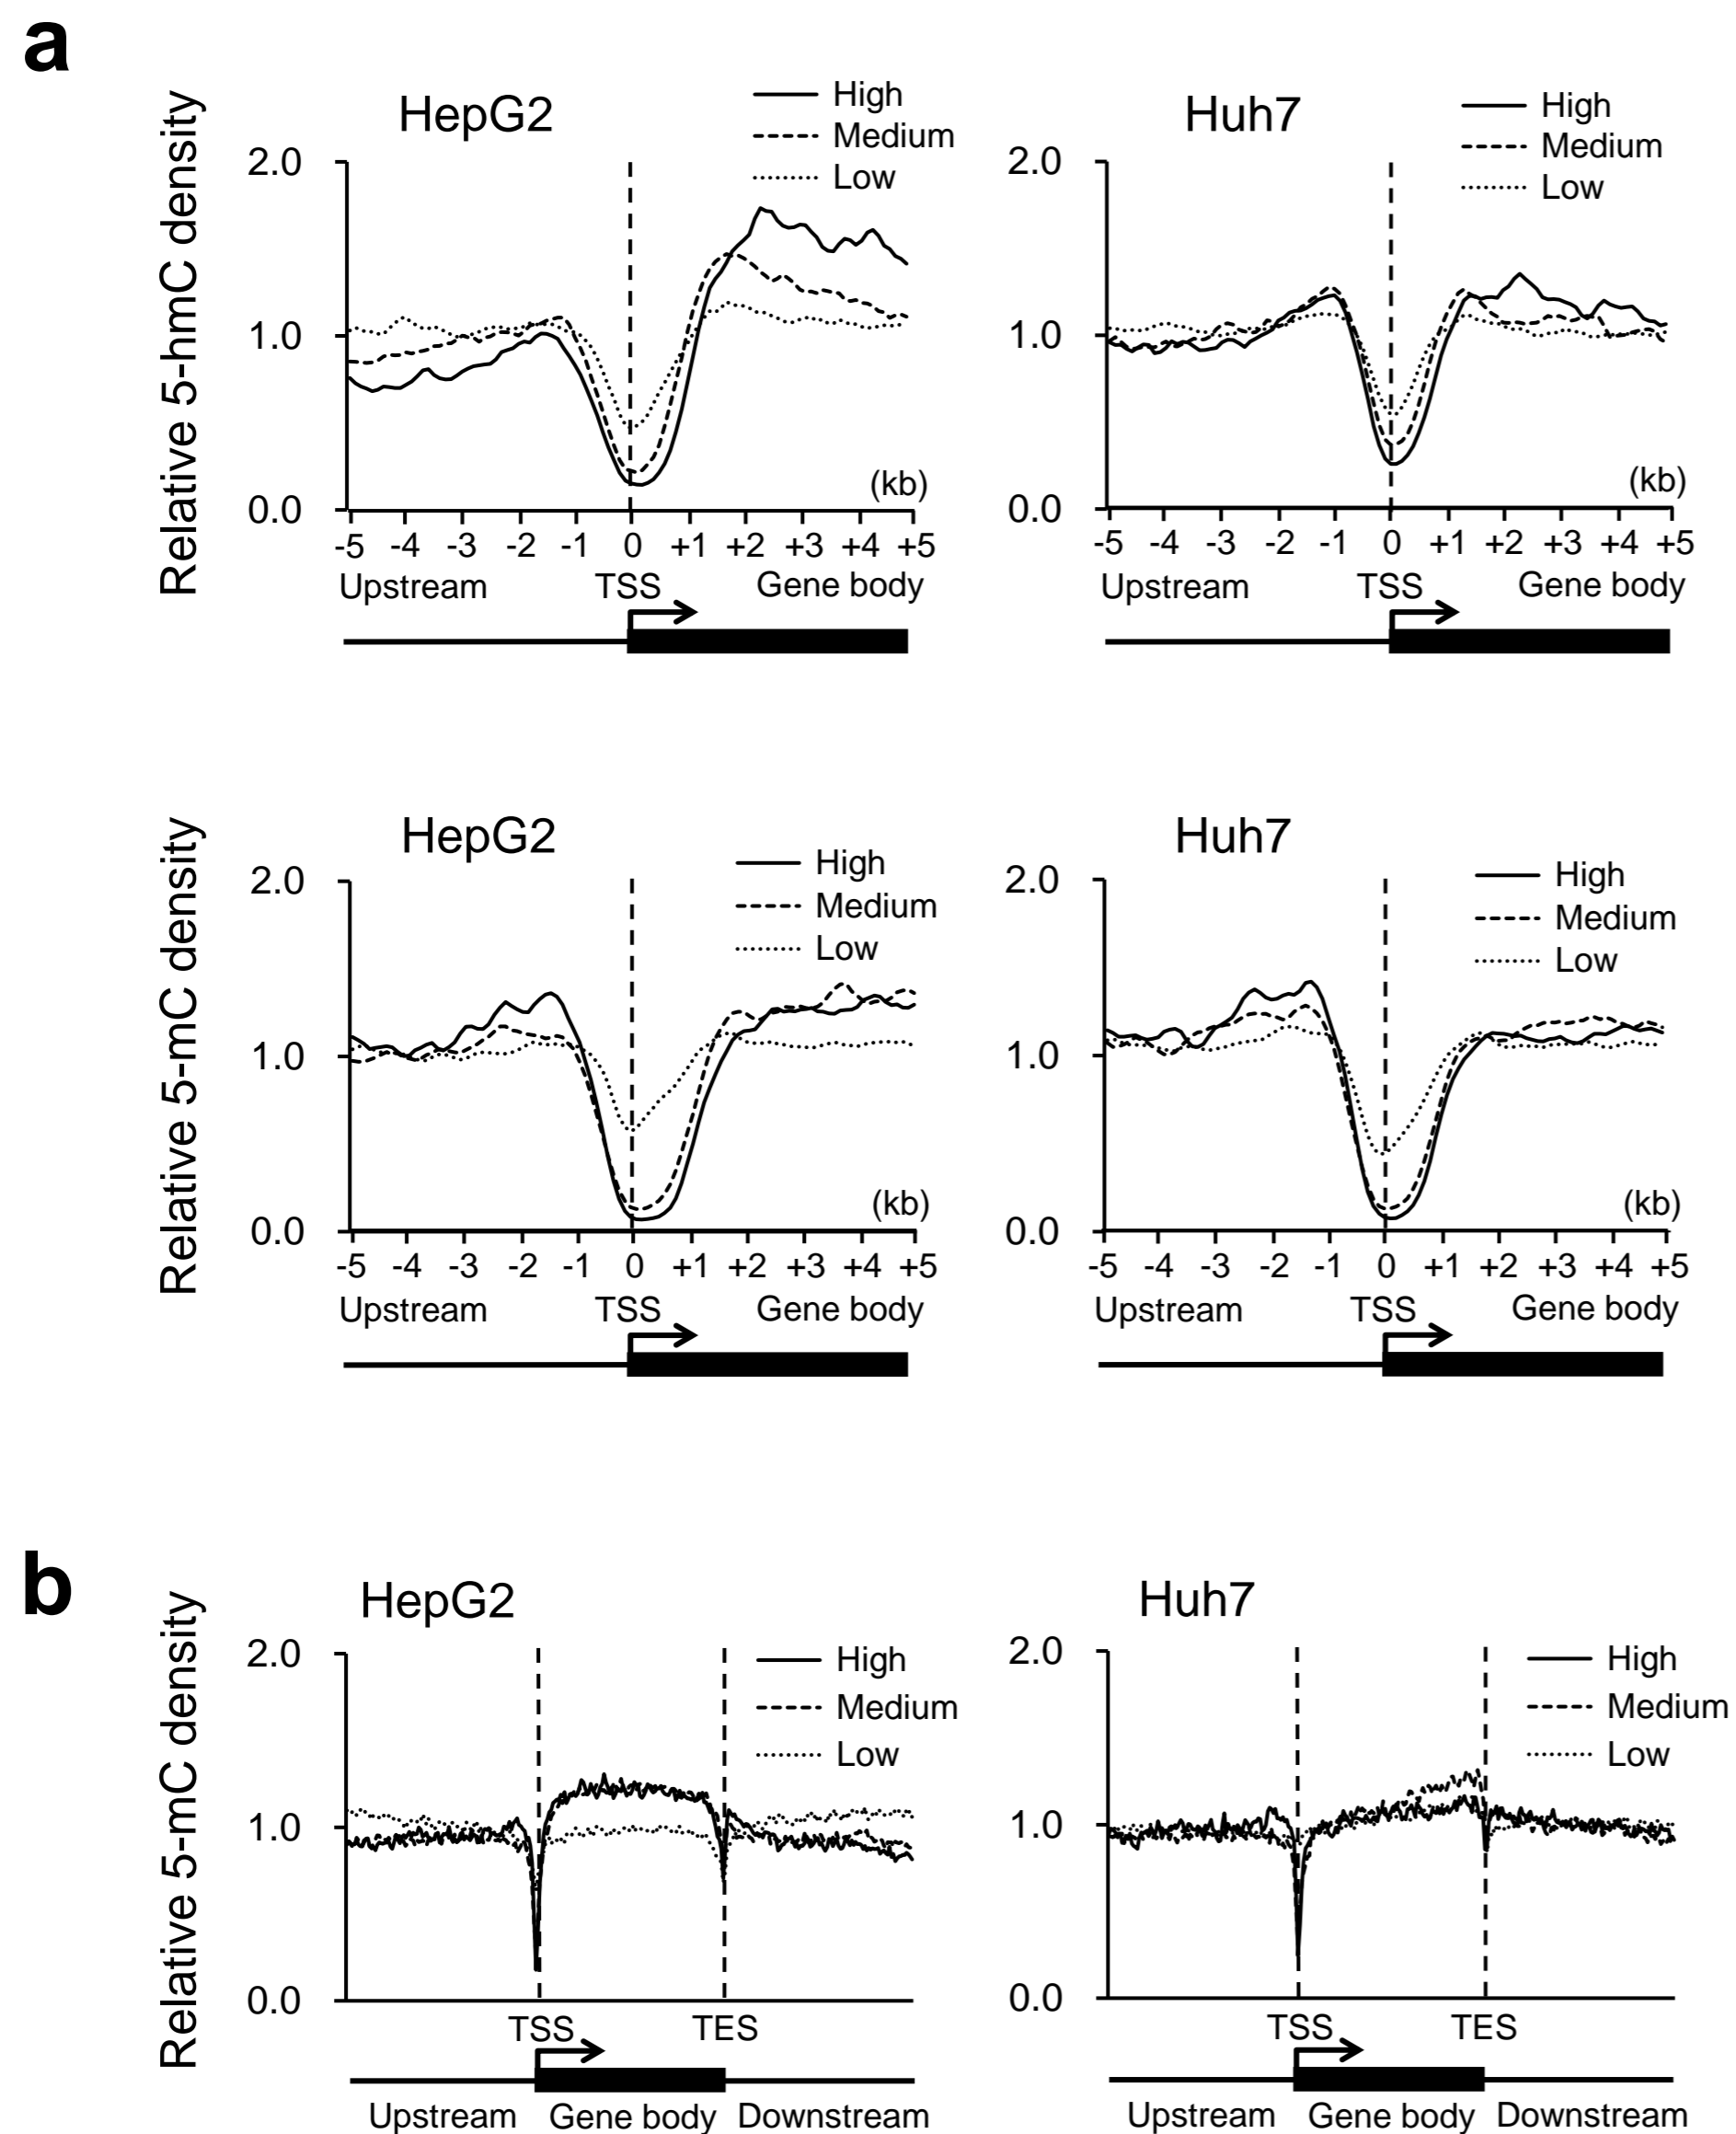 a
HepG2
High
Medium
Low
Relative 5-hmC density
2.0
1.0
0.0
(kb)
-5 -4 -3 -2 -1 0 +1 +2 +3 +4 +5
Upstream TSS Gene body
Huh7
High
Medium
Low
2.0
1.0
0.0
(kb)
-5 -4 -3 -2 -1 0 +1 +2 +3 +4 +5
Upstream TSS Gene body
HepG2
High
Medium
Low
Relative 5-mC density
2.0
1.0
0.0
(kb)
-5 -4 -3 -2 -1 0 +1 +2 +3 +4 +5
Upstream TSS Gene body
Huh7
High
Medium
Low
2.0
1.0
0.0
(kb)
-5 -4 -3 -2 -1 0 +1 +2 +3 +4 +5
Upstream TSS Gene body
b
HepG2
High
Medium
Low
Relative 5-mC density
2.0
1.0
0.0
TSS TES
Upstream Gene body Downstream
Huh7
High
Medium
Low
2.0
1.0
0.0
TSS TES
Upstream Gene body Downstream